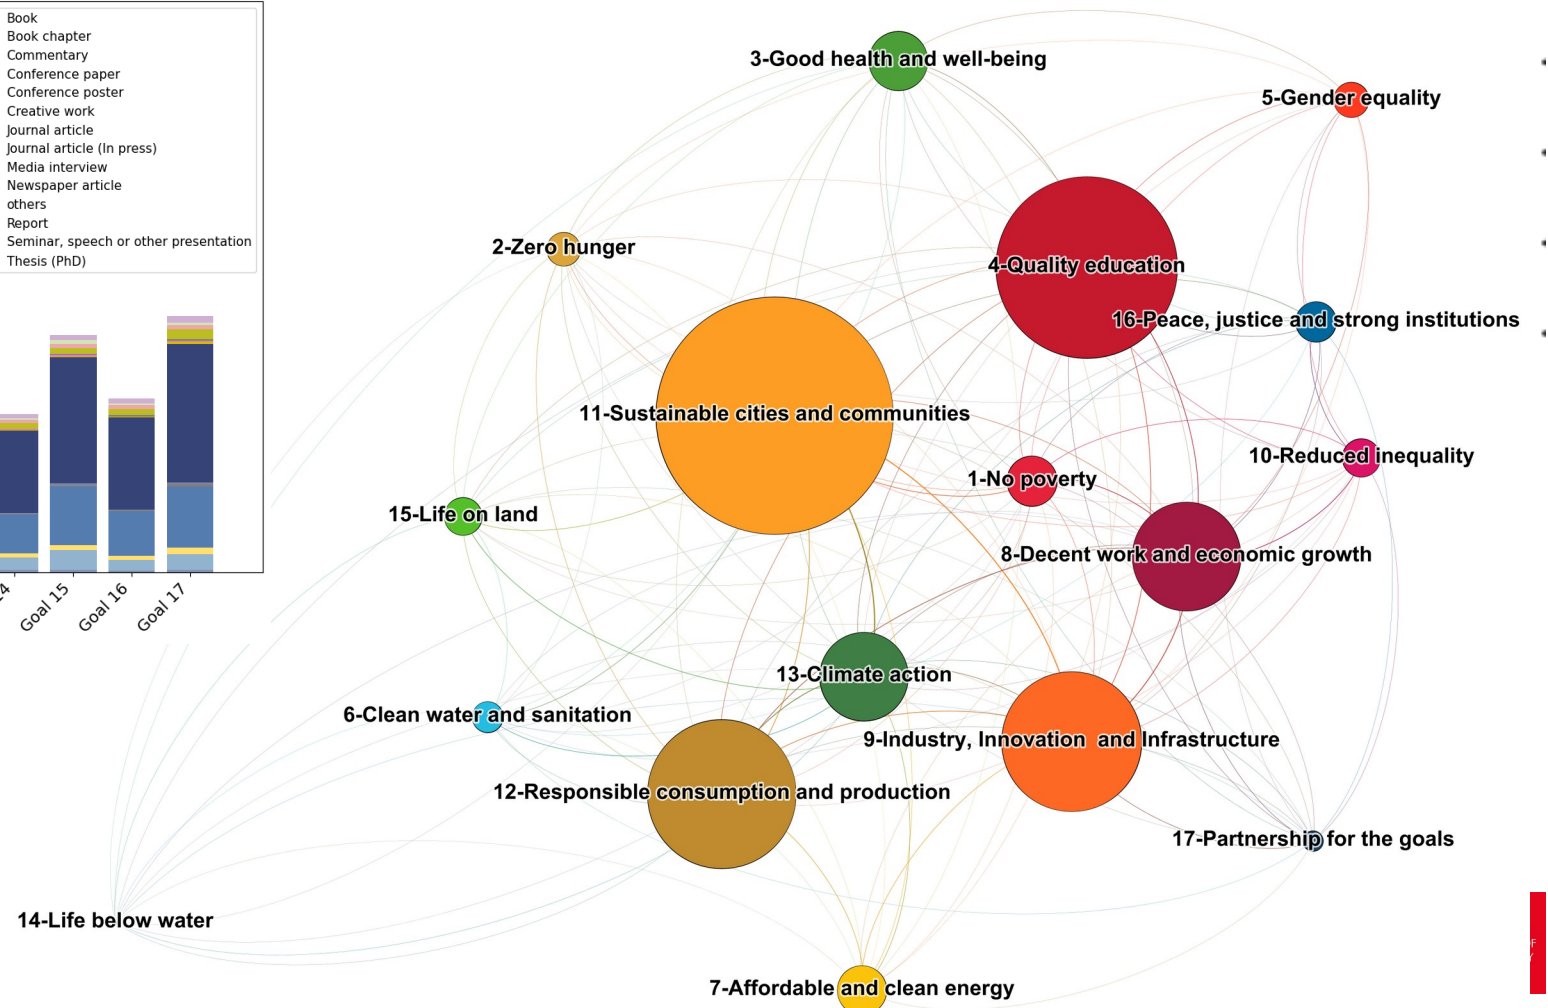 Book
Book chapter
Commentary
Conference paper
Conference poster
Creative work
Journal article
Journal article (In press)
Media interview
Newspaper article
others
Report
Seminar, speech or other presentation
Thesis (PhD)
4
Goal 15
Goal 16
Goal 17
3-Good health and well-being
5-Gender equality
2-Zero hunger
4-Quality education
16-Peace, justice and strong institutions
11-Sustainable cities and communities
10-Reduced inequality
1-No poverty
15-Life on land
8-Decent work and economic growth
13-Climate action
6-Clean water and sanitation
9-Industry, Innovation  and Infrastructure
12-Responsible consumption and production
17-Partnership for the goals
14-Life below water
7-Affordable and clean energy
F
Y